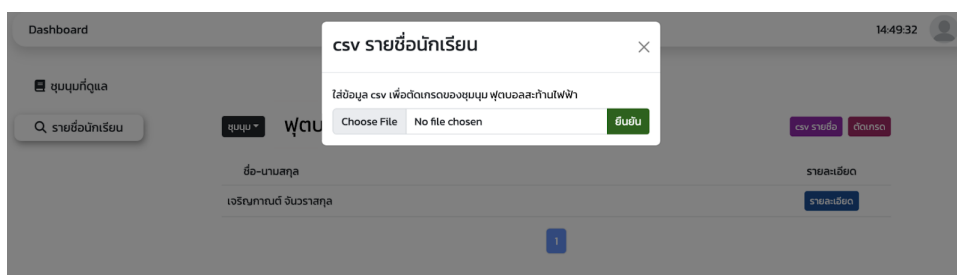 Dashboard
csv รายชื่อนักเรียน
14:49:32
ชุมนุมที่ดูแล
ใส่ข้อมูล csv เพื่อตัดเกรดของชุมนุม ฟุตบอลสะท้านไฟฟ้า
รายชื่อนักเรียน
ชุมนุม
ฟุตบ
Choose File No file chosen
ยืนยัน
csv รายชื่อ
ตัดเกรด
ชื่อ-นามสกุล
รายละเอียด
เจริญกาณต์ จันวราสกุล
รายละเอียด
1